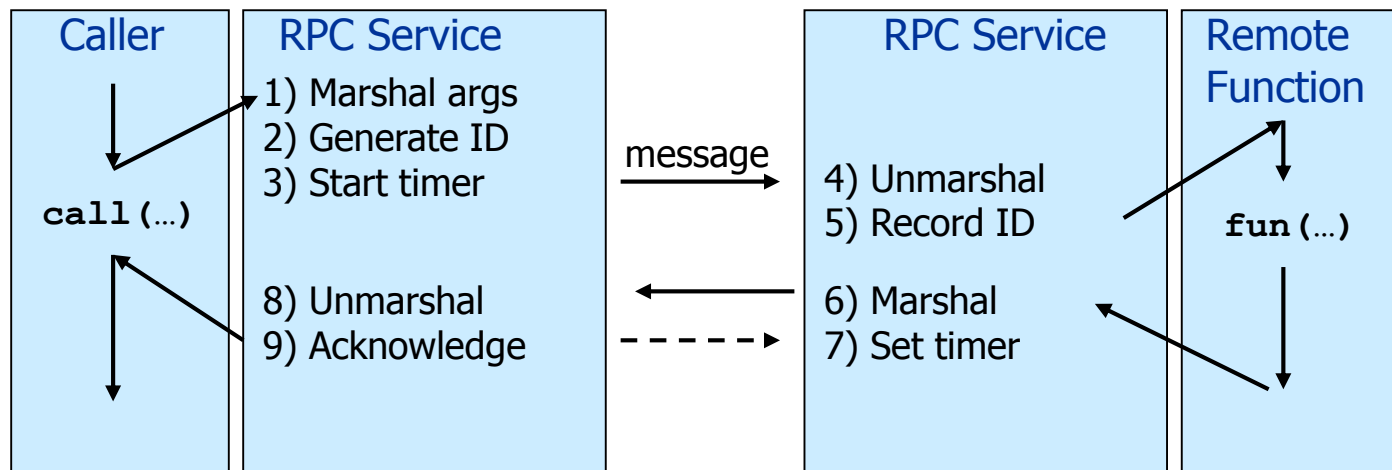 Caller
RPC Service
1) Marshal args
2) Generate ID
3) Start timer
call(…)
8) Unmarshal
9) Acknowledge
message
RPC Service
4) Unmarshal
5) Record ID
6) Marshal
7) Set timer
Remote
Function
fun(…)